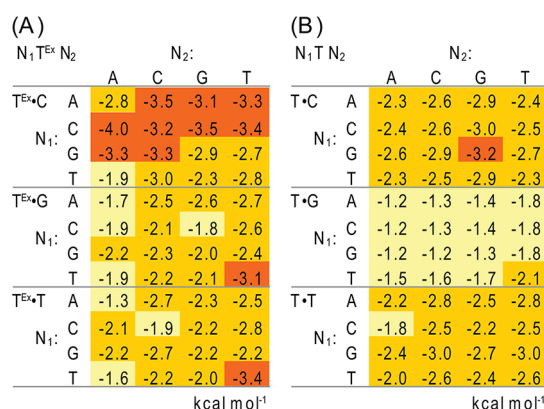 (A) (B)
N₁Tᴱˣ N₂ N₂: N₁T N₂ N₂:
A C G T A C G T
Tᴱˣ•C A -2.8 -3.5 -3.1 -3.3 T•C A -2.3 -2.6 -2.9 -2.4
N₁: C -4.0 -3.2 -3.5 -3.4 N₁: C -2.4 -2.6 -3.0 -2.5
G -3.3 -3.3 -2.9 -2.7 G -2.6 -2.9 -3.2 -2.7
T -1.9 -3.0 -2.3 -2.8 T -2.3 -2.5 -2.9 -2.3
Tᴱˣ•G A -1.7 -2.5 -2.6 -2.7 T•G A -1.2 -1.3 -1.4 -1.8
N₁: C -1.9 -2.1 -1.8 -2.6 N₁: C -1.2 -1.3 -1.4 -1.8
G -2.2 -2.3 -2.0 -2.4 G -1.2 -1.2 -1.3 -1.8
T -1.9 -2.2 -2.1 -3.1 T -1.5 -1.6 -1.7 -2.1
Tᴱˣ•T A -1.3 -2.7 -2.3 -2.5 T•T A -2.2 -2.8 -2.5 -2.8
N₁: C -2.1 -1.9 -2.2 -2.8 N₁: C -1.8 -2.5 -2.2 -2.5
G -2.2 -2.7 -2.2 -2.2 G -2.4 -3.0 -2.7 -3.0
T -1.6 -2.2 -2.0 -3.4 T -2.0 -2.6 -2.4 -2.6
kcal mol⁻¹ kcal mol⁻¹